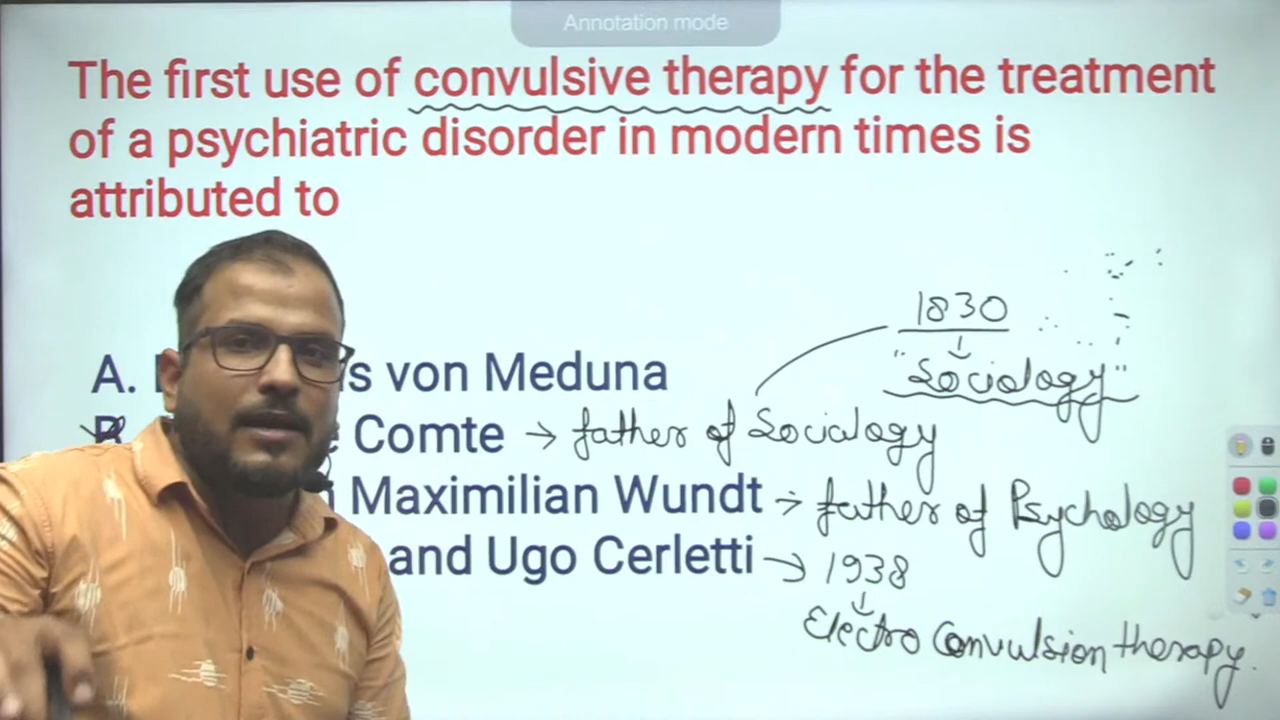 Annotation mode
The first use of convulsive therapy for the treatment
of a psychiatric disorder in modern times is
attributed to
1830
"Sociology"
A. s von Meduna
B. Comte → father of Sociology
Maximilian Wundt → father of Psychology
and Ugo Cerletti → 1938
Electro Convulsion therapy.